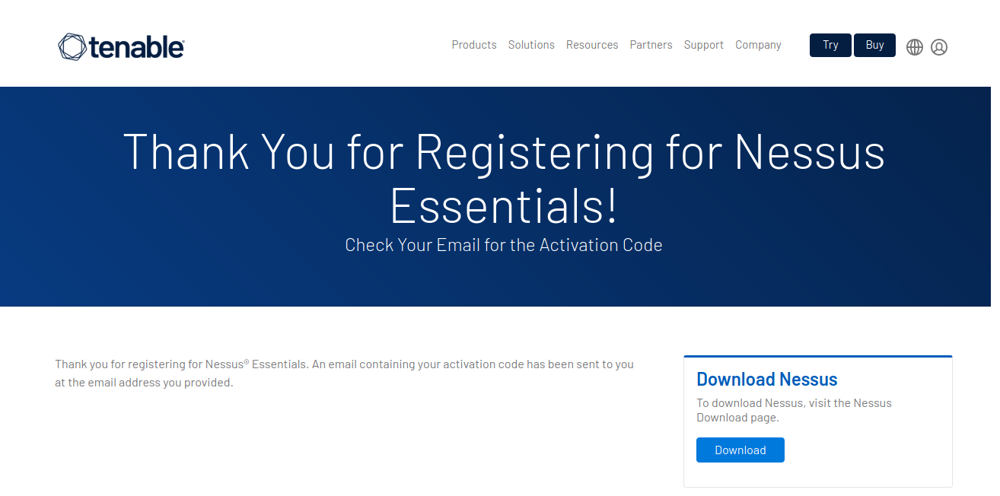 tenable®
Products Solutions Resources Partners Support Company Try Buy
Thank You for Registering for Nessus
Essentials!
Check Your Email for the Activation Code
Thank you for registering for Nessus® Essentials. An email containing your activation code has been sent to you
at the email address you provided.
Download Nessus
To download Nessus, visit the Nessus
Download page.
Download